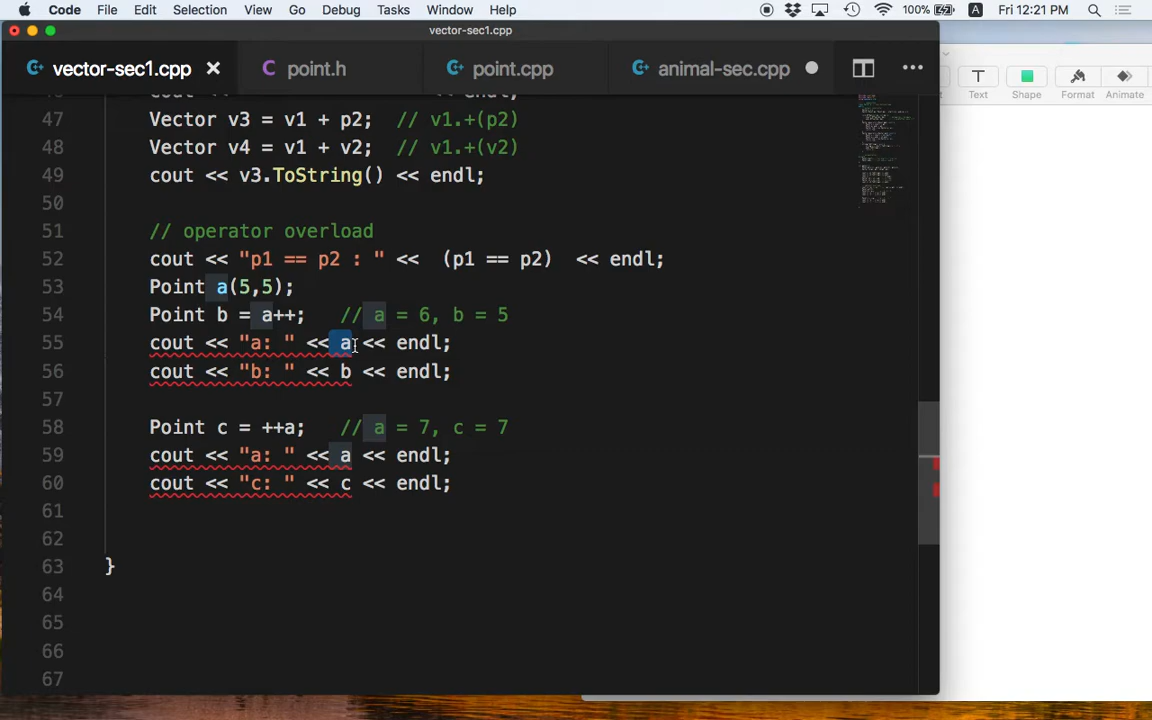 Code File Edit Selection View Go Debug Tasks Window Help 100% A Fri 12:21 PM
vector-sec1.cpp
vector-sec1.cpp point.h point.cpp animal-sec.cpp
Text Shape Format Animate
47 Vector v3 = v1 + p2; // v1.+(p2)
48 Vector v4 = v1 + v2; // v1.+(v2)
49 cout << v3.ToString() << endl;
50
51 // operator overload
52 cout << "p1 == p2 : " << (p1 == p2) << endl;
53 Point a(5,5);
54 Point b = a++; // a = 6, b = 5
55 cout << "a: " << a << endl;
56 cout << "b: " << b << endl;
57
58 Point c = ++a; // a = 7, c = 7
59 cout << "a: " << a << endl;
60 cout << "c: " << c << endl;
61
62
63 }
64
65
66
67